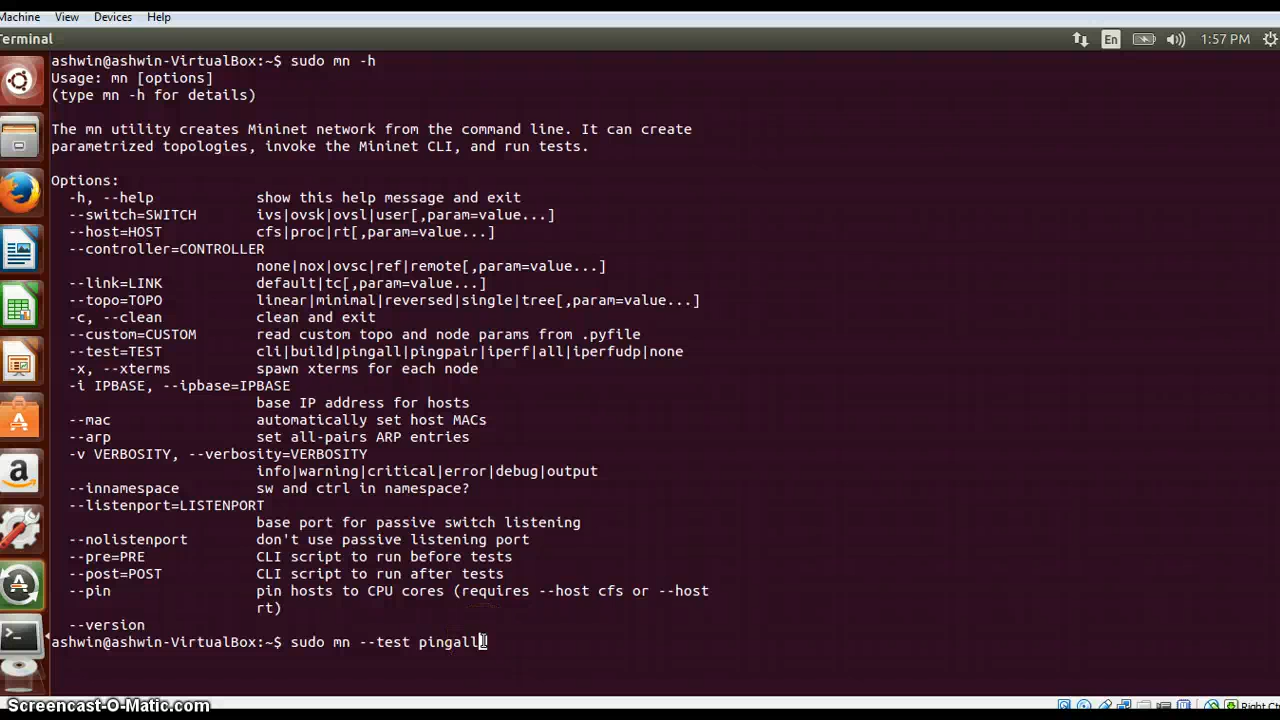 Machine View Devices Help
Terminal En 1:57 PM
ashwin@ashwin-VirtualBox:~$ sudo mn -h
Usage: mn [options]
(type mn -h for details)
The mn utility creates Mininet network from the command line. It can create
parametrized topologies, invoke the Mininet CLI, and run tests.
Options:
-h, --help show this help message and exit
--switch=SWITCH ivs|ovsk|ovsl|user[,param=value...]
--host=HOST cfs|proc|rt[,param=value...]
--controller=CONTROLLER
none|nox|ovsc|ref|remote[,param=value...]
--link=LINK default|tc[,param=value...]
--topo=TOPO linear|minimal|reversed|single|tree[,param=value...]
-c, --clean clean and exit
--custom=CUSTOM read custom topo and node params from .pyfile
--test=TEST cli|build|pingall|pingpair|iperf|all|iperfudp|none
-x, --xterms spawn xterms for each node
-i IPBASE, --ipbase=IPBASE
base IP address for hosts
--mac automatically set host MACs
--arp set all-pairs ARP entries
-v VERBOSITY, --verbosity=VERBOSITY
info|warning|critical|error|debug|output
--innamespace sw and ctrl in namespace?
--listenport=LISTENPORT
base port for passive switch listening
--nolistenport don't use passive listening port
--pre=PRE CLI script to run before tests
--post=POST CLI script to run after tests
--pin pin hosts to CPU cores (requires --host cfs or --host
rt)
--version
ashwin@ashwin-VirtualBox:~$ sudo mn --test pingall
Screencast-O-Matic.com Right Ct